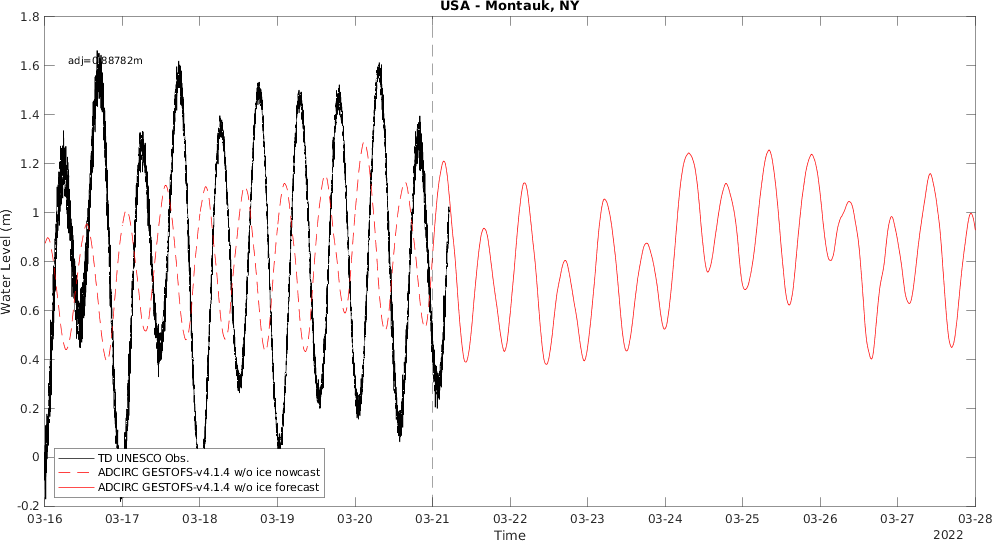 USA - Montauk, NY
1.8
1.6
1.4
1.2
1
0.8
0.6
0.4
0.2
0
-0.2
Water Level (m)
adj=0.88782m
TD UNESCO Obs.
ADCIRC GESTOFS-v4.1.4 w/o ice nowcast
ADCIRC GESTOFS-v4.1.4 w/o ice forecast
03-16 03-17 03-18 03-19 03-20 03-21 03-22 03-23 03-24 03-25 03-26 03-27 03-28
Time
2022